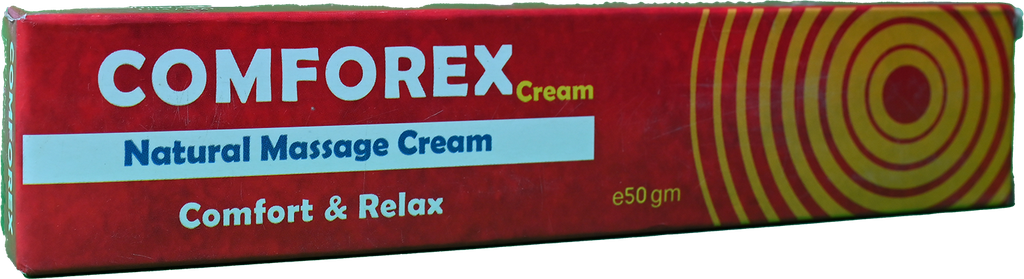 COMFOREX
Cream
Natural Massage Cream
Comfort & Relax
e50 gm